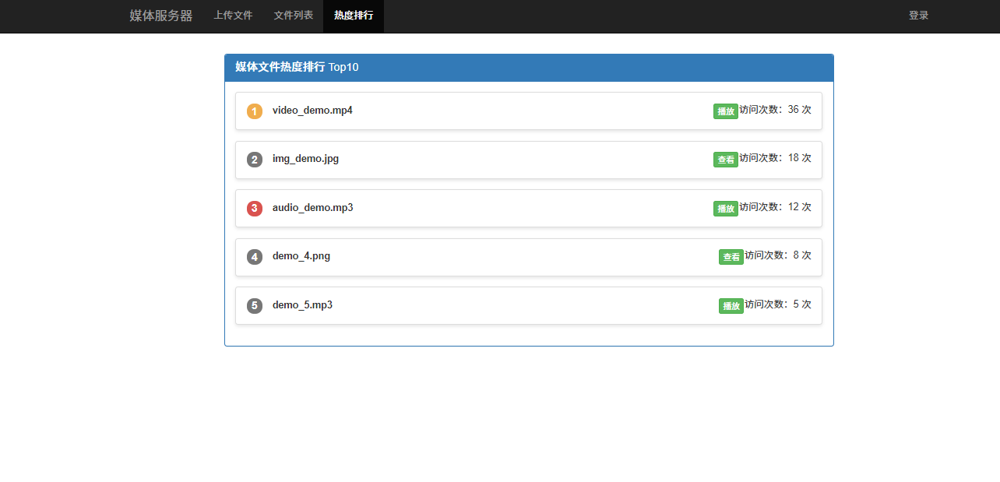 媒体服务器 上传文件 文件列表 热度排行 登录
媒体文件热度排行 Top10
1 video_demo.mp4 播放 访问次数：36 次
2 img_demo.jpg 查看 访问次数：18 次
3 audio_demo.mp3 播放 访问次数：12 次
4 demo_4.png 查看 访问次数：8 次
5 demo_5.mp3 播放 访问次数：5 次